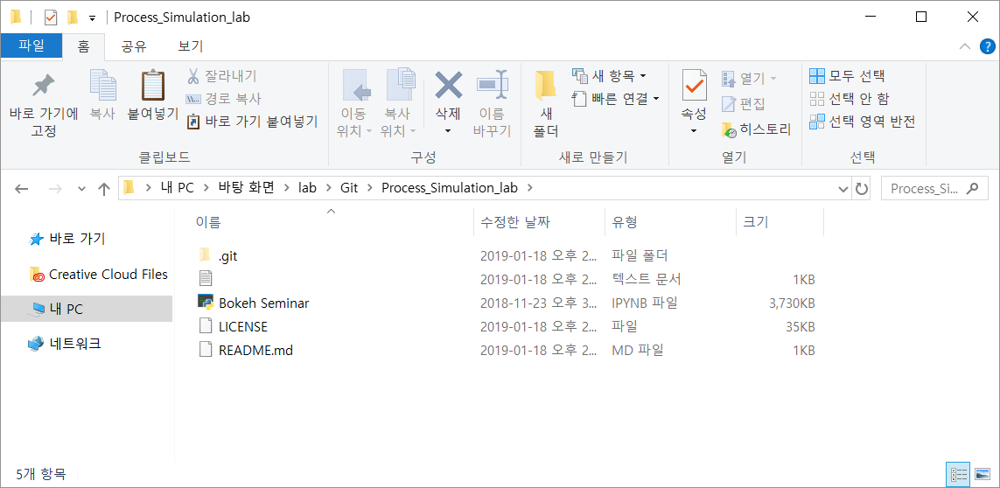 Process_Simulation_lab
파일 홈 공유 보기
바로 가기에 고정
복사
붙여넣기
잘라내기
경로 복사
바로 가기 붙여넣기
클립보드
이동 위치
복사 위치
삭제
이름 바꾸기
구성
새 폴더
새 항목
빠른 연결
새로 만들기
속성
열기
편집
히스토리
열기
모두 선택
선택 안 함
선택 영역 반전
선택
내 PC 바탕 화면 lab Git Process_Simulation_lab
Process_Si...
바로 가기
Creative Cloud Files
내 PC
네트워크
이름 수정한 날짜 유형 크기
.git 2019-01-18 오후 2... 파일 폴더
2019-01-18 오후 2... 텍스트 문서 1KB
Bokeh Seminar 2018-11-23 오후 3... IPYNB 파일 3,730KB
LICENSE 2019-01-18 오후 2... 파일 35KB
README.md 2019-01-18 오후 2... MD 파일 1KB
5개 항목